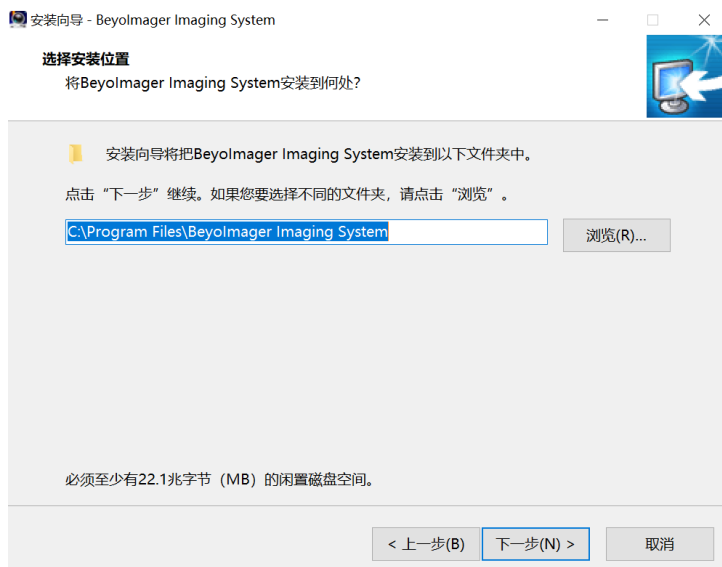 安装向导 - BeyoImager Imaging System
选择安装位置
将BeyoImager Imaging System安装到何处?
安装向导将把BeyoImager Imaging System安装到以下文件夹中。
点击“下一步”继续。如果您要选择不同的文件夹，请点击“浏览”。
C:\Program Files\BeyoImager Imaging System
浏览(R)...
必须至少有22.1兆字节（MB）的闲置磁盘空间。
< 上一步(B)
下一步(N) >
取消